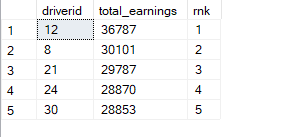 driverid total_earnings rnk
1 12 36787 1
2 8 30101 2
3 21 29787 3
4 24 28870 4
5 30 28853 5